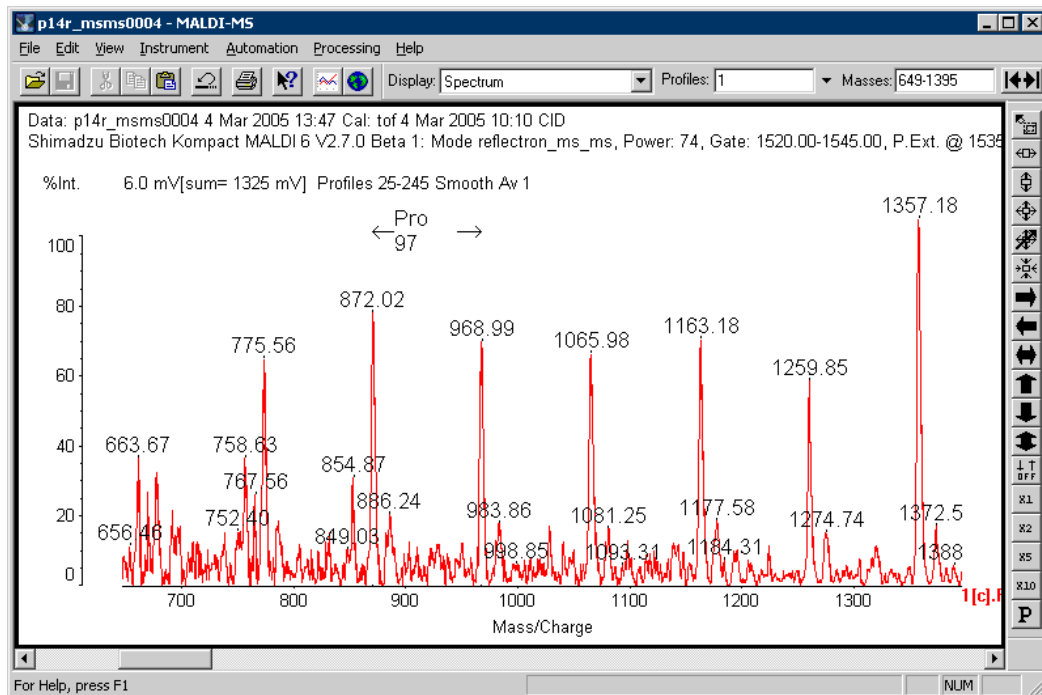 p14r_msms0004 - MALDI-MS
File Edit View Instrument Automation Processing Help
Display: Spectrum Profiles: 1 Masses: 649-1395
Data: p14r_msms0004 4 Mar 2005 13:47 Cal: tof 4 Mar 2005 10:10 CID
Shimadzu Biotech Kompact MALDI 6 V2.7.0 Beta 1: Mode reflectron_ms_ms, Power: 74, Gate: 1520.00-1545.00, P.Ext. @ 1535
%Int. 6.0 mV[sum= 1325 mV] Profiles 25-245 Smooth Av 1
1357.18
Pro
97
100
872.02
968.99
1065.98
1163.18
80
775.56
1259.85
60
663.67
758.63
40
854.87
767.56
886.24
983.86
1081.25
1177.58
1372.5
20
656.46
752.40
849.03
998.85
1093.31
1184.31
1274.74
1388
0
700 800 900 1000 1100 1200 1300
1[c].
Mass/Charge
OFF
X1
X2
X5
X10
P
For Help, press F1
NUM